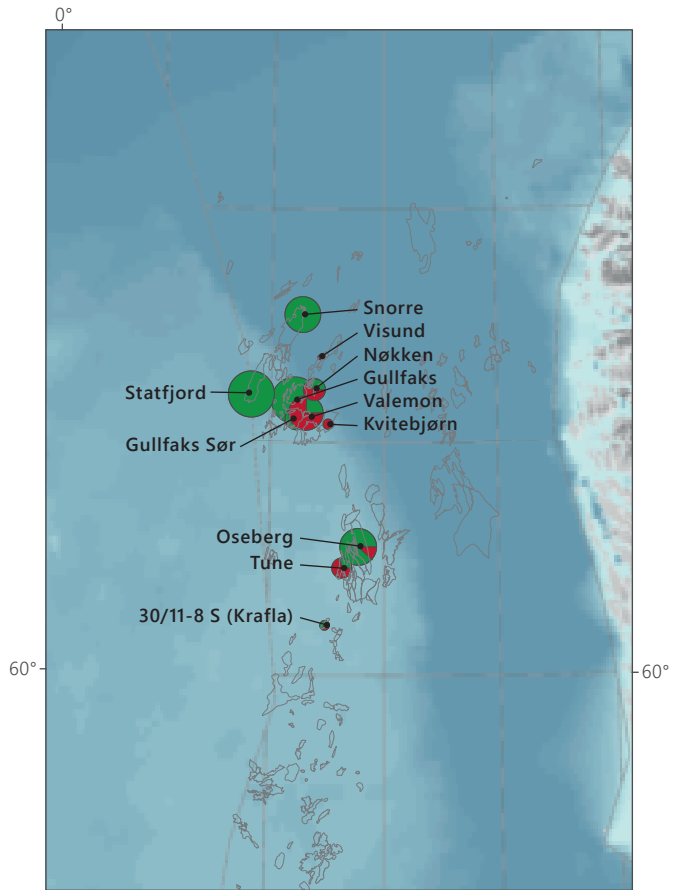 0°
Snorre
Visund
Nøkken
Gullfaks
Statfjord
Valemon
Kvitebjørn
Gullfaks Sør
Oseberg
Tune
30/11-8 S (Krafla)
60°
60°